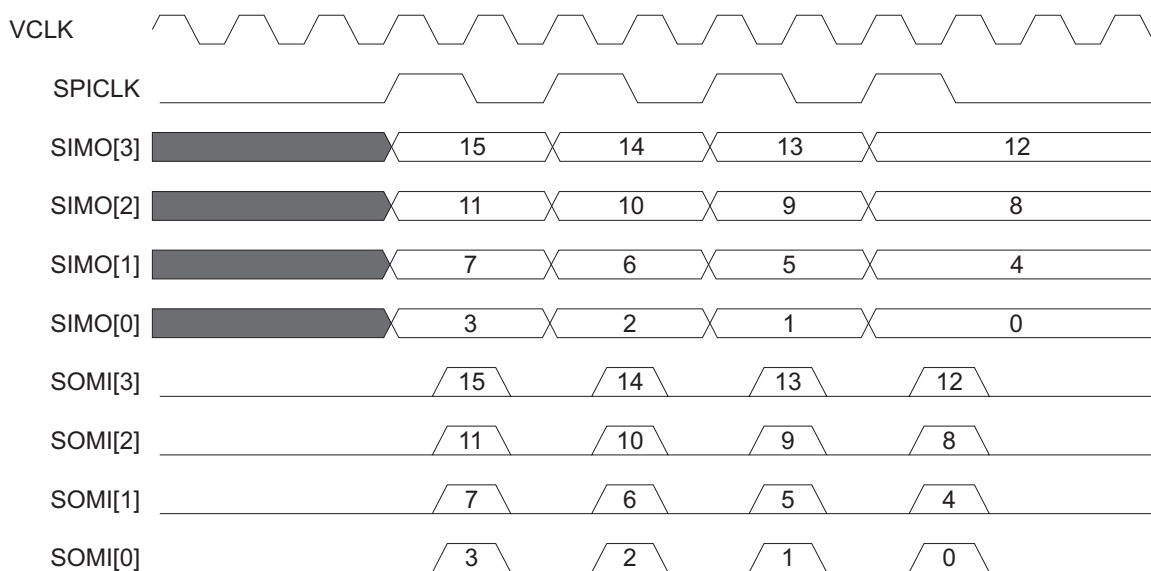 VCLK
SPICLK
SIMO[3] 15 14 13 12
SIMO[2] 11 10 9 8
SIMO[1] 7 6 5 4
SIMO[0] 3 2 1 0
SOMI[3] 15 14 13 12
SOMI[2] 11 10 9 8
SOMI[1] 7 6 5 4
SOMI[0] 3 2 1 0